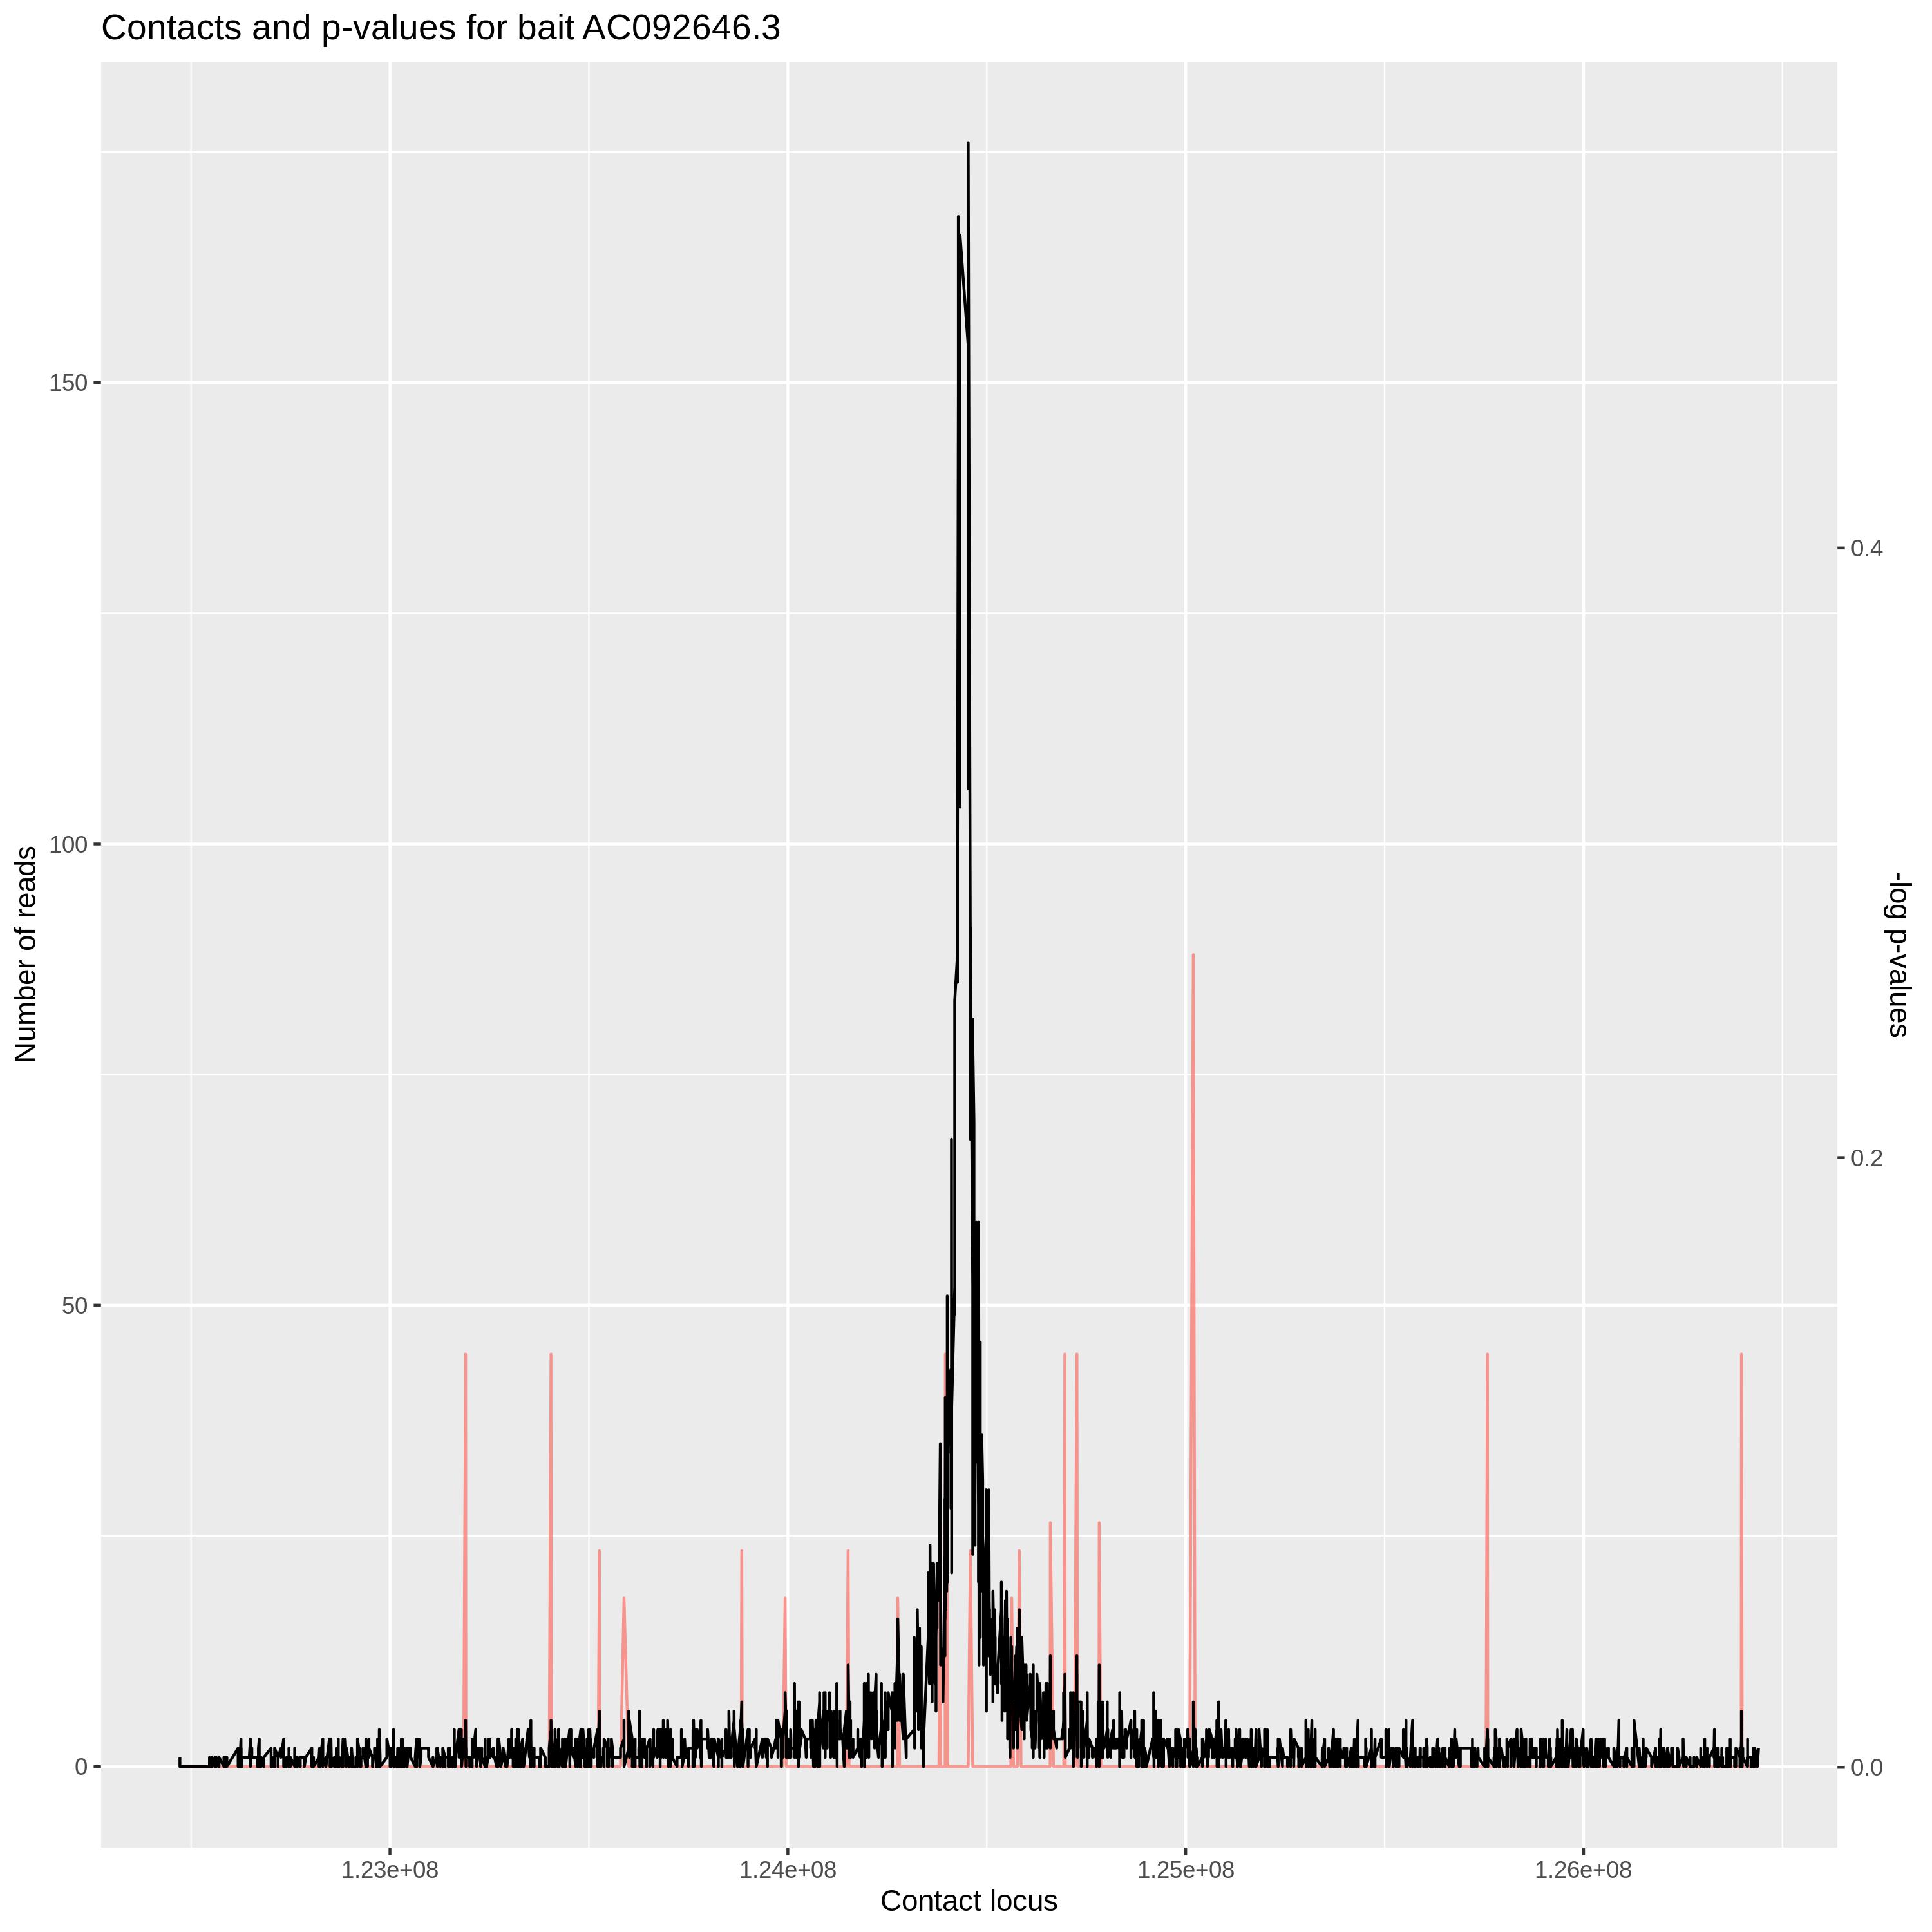 Contacts and p-values for bait AC092646.3
150
100
50
0
Number of reads
0.4
0.2
0.0
-log p-values
1.23e+08
1.24e+08
1.25e+08
1.26e+08
Contact locus